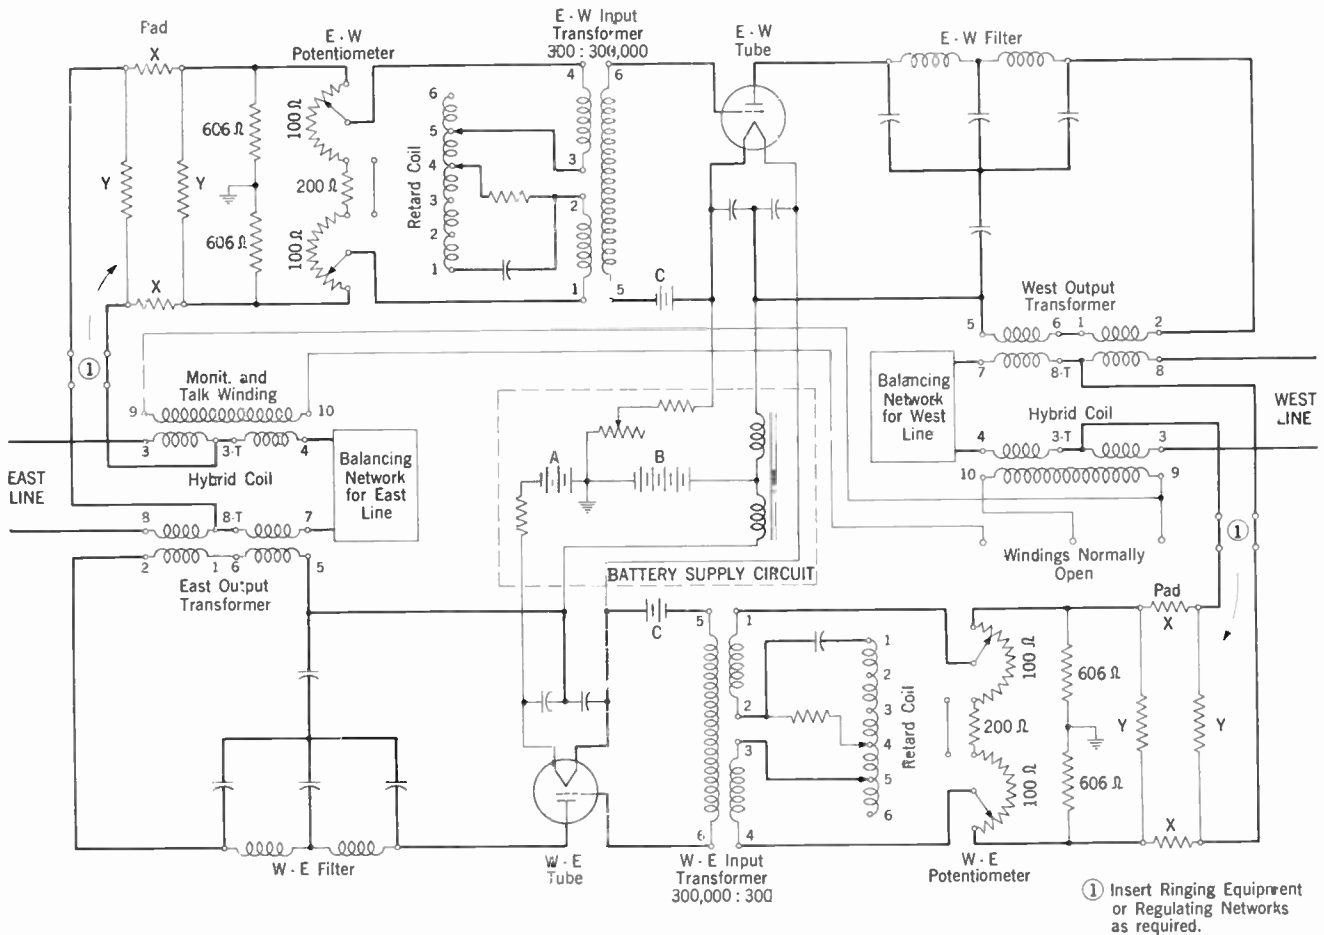 Pad
X
E - W
Potentiometer
E - W Input
Transformer
300 : 300,000
E - W
Tube
E - W Filter
4
6
6
5
4
3
2
1
Retard Coil
3
2
1
5
100 Ω
200 Ω
100 Ω
606 Ω
606 Ω
Y
Y
X
C
West Output
Transformer
5
6
1
2
7
8-T
8
Balancing
Network
for West
Line
Hybrid Coil
4
3-T
3
10
9
WEST
LINE
1
Windings Normally
Open
1
Monit. and
Talk Winding
9
10
3
3-T
4
Hybrid Coil
EAST
LINE
Balancing
Network
for East
Line
8
8-T
7
2
1
6
5
East Output
Transformer
A
B
BATTERY SUPPLY CIRCUIT
C
5
1
6
2
3
4
1
2
3
4
5
6
Retard Coil
100 Ω
200 Ω
100 Ω
606 Ω
606 Ω
Pad
X
Y
Y
X
W - E Filter
W - E
Tube
W - E Input
Transformer
300,000 : 300
W - E
Potentiometer
1 Insert Ringing Equipment
or Regulating Networks
as required.